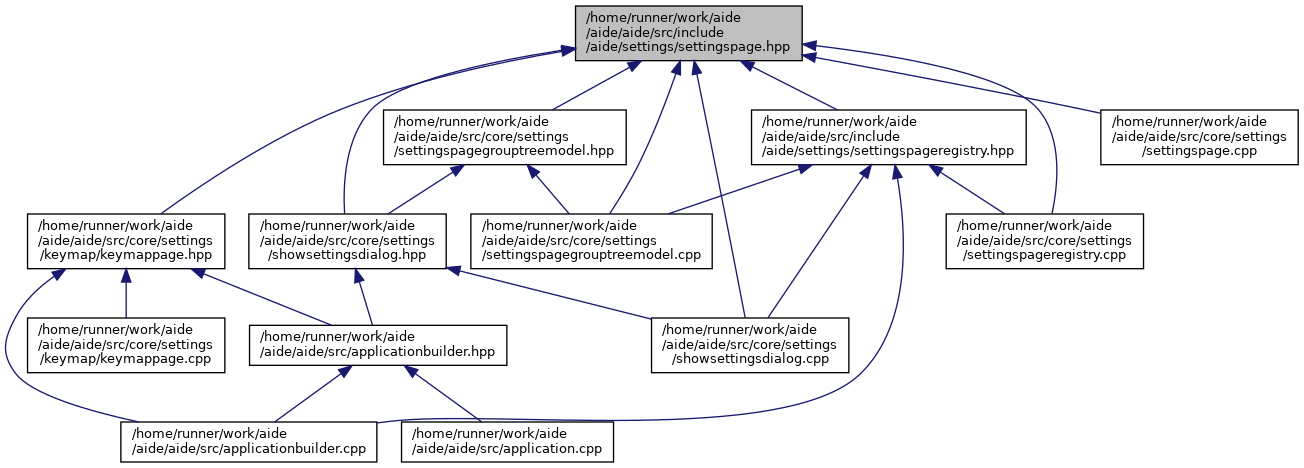 /home/runner/work/aide
/aide/aide/src/include
/aide/settings/settingspage.hpp
/home/runner/work/aide
/aide/aide/src/core/settings
/settingspagegrouptreemodel.hpp
/home/runner/work/aide
/aide/aide/src/include
/aide/settings/settingspageregistry.hpp
/home/runner/work/aide
/aide/aide/src/core/settings
/settingspage.cpp
/home/runner/work/aide
/aide/aide/src/core/settings
/keymap/keymappage.hpp
/home/runner/work/aide
/aide/aide/src/core/settings
/showsettingsdialog.hpp
/home/runner/work/aide
/aide/aide/src/core/settings
/settingspagegrouptreemodel.cpp
/home/runner/work/aide
/aide/aide/src/core/settings
/settingspageregistry.cpp
/home/runner/work/aide
/aide/aide/src/core/settings
/keymap/keymappage.cpp
/home/runner/work/aide
/aide/aide/src/applicationbuilder.hpp
/home/runner/work/aide
/aide/aide/src/core/settings
/showsettingsdialog.cpp
/home/runner/work/aide
/aide/aide/src/applicationbuilder.cpp
/home/runner/work/aide
/aide/aide/src/application.cpp